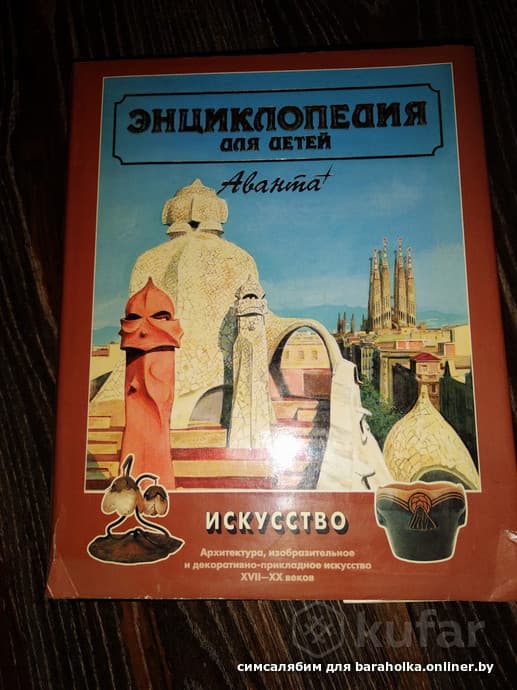 ЭНЦИКЛОПЕДИЯ
ДЛЯ ДЕТЕЙ
Аванта+
ИСКУССТВО
Архитектура, изобразительное
и декоративно-прикладное искусство
XVII—XX веков
kufar
симсалябим для baraholka.onliner.by